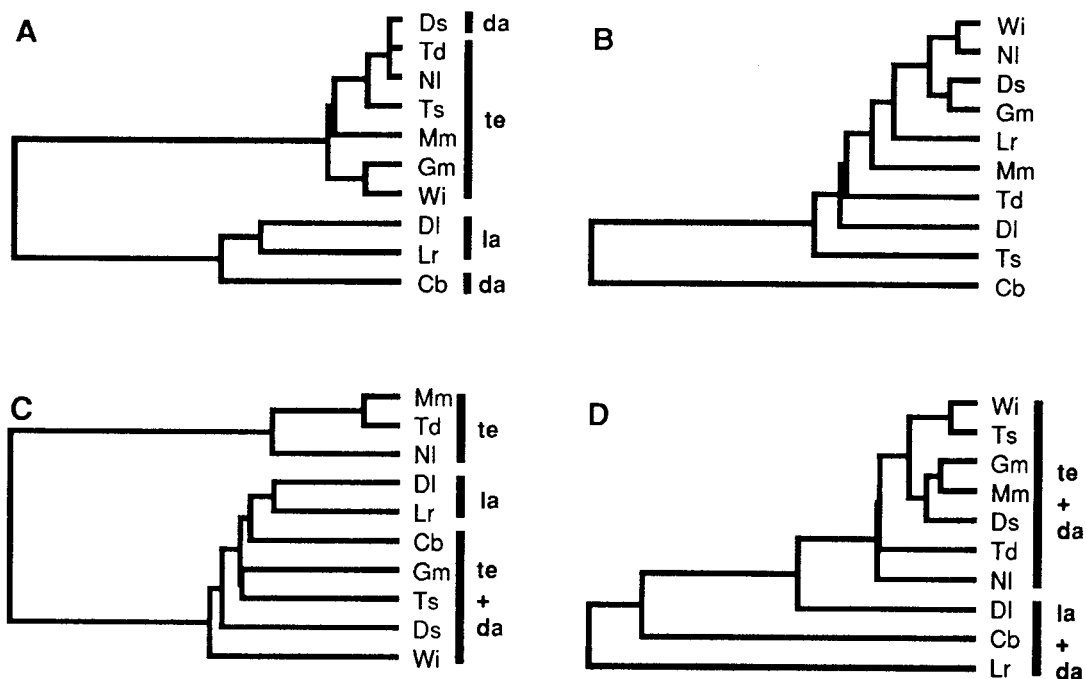 A
Ds da
Td
Nl
Ts te
Mm
Gm
Wi
Dl
Lr la
Cb da
B
Wi
Nl
Ds
Gm
Lr
Mm
Td
Dl
Ts
Cb
C
Mm
Td te
Nl
Dl
Lr la
Cb
Gm te
Ts +
Ds da
Wi
D
Wi
Ts
Gm te
Mm +
Ds da
Td
Nl
Dl la
Cb +
Lr da